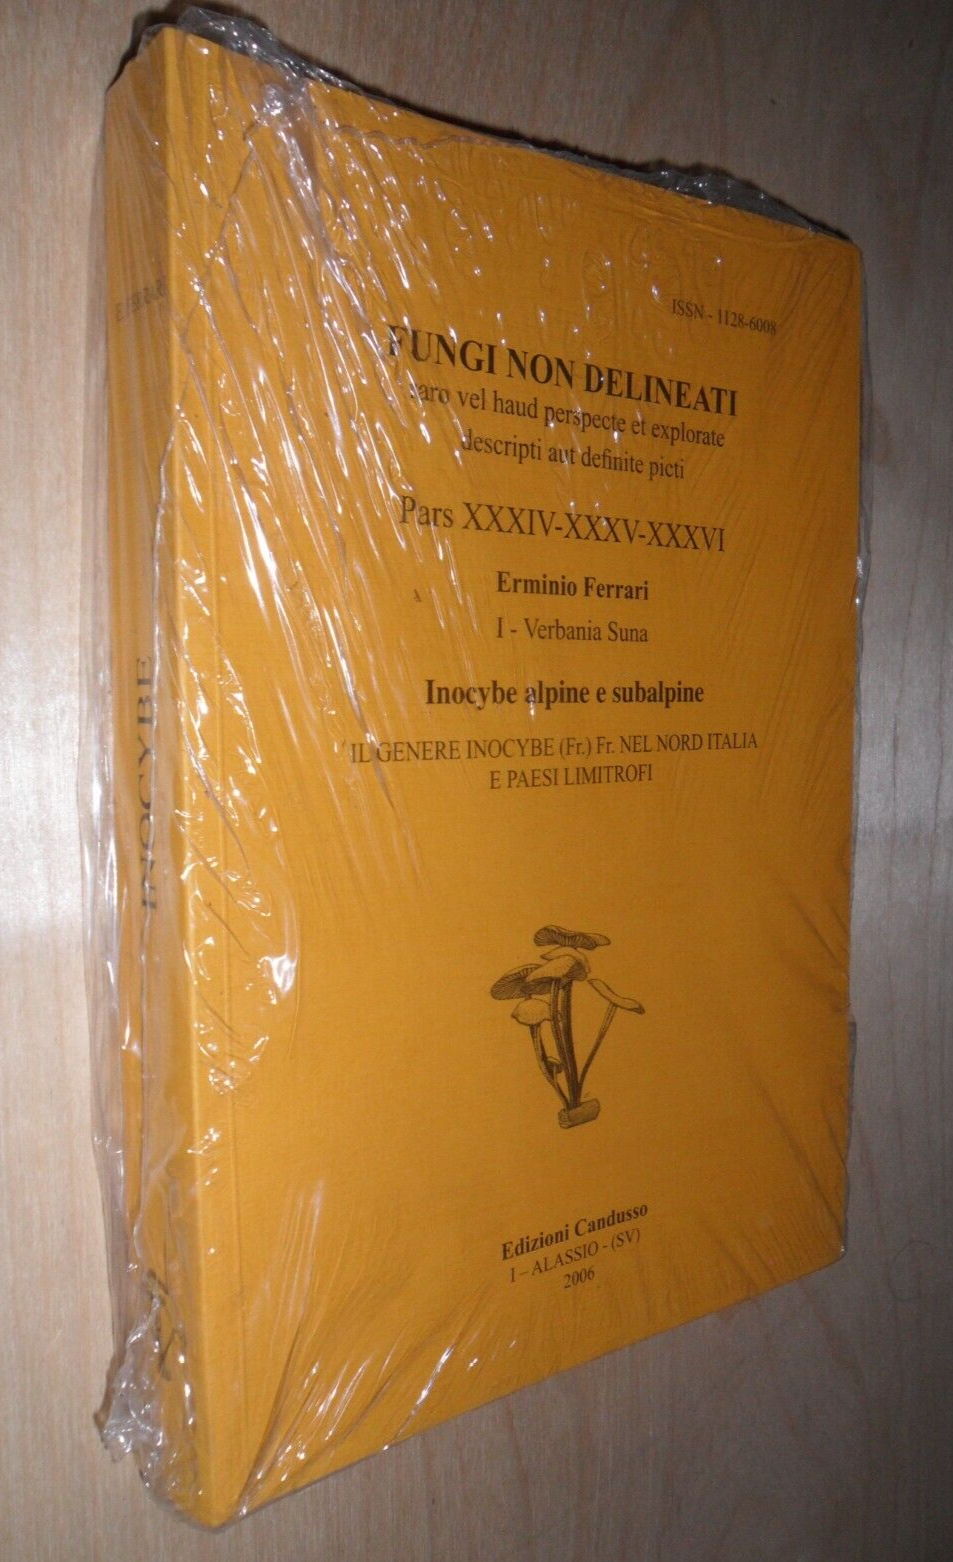 ISSN - 1128-6008
FUNGI NON DELINEATI
raro vel haud perspecte et explorate
descripti aut definite picti
Pars XXXIV-XXXV-XXXVI
Erminio Ferrari
I - Verbania Suna
Inocybe alpine e subalpine
IL GENERE INOCYBE (Fr.) Fr. NEL NORD ITALIA
E PAESI LIMITROFI
Edizioni Candusso
I - ALASSIO - (SV)
2006
INOCYBE